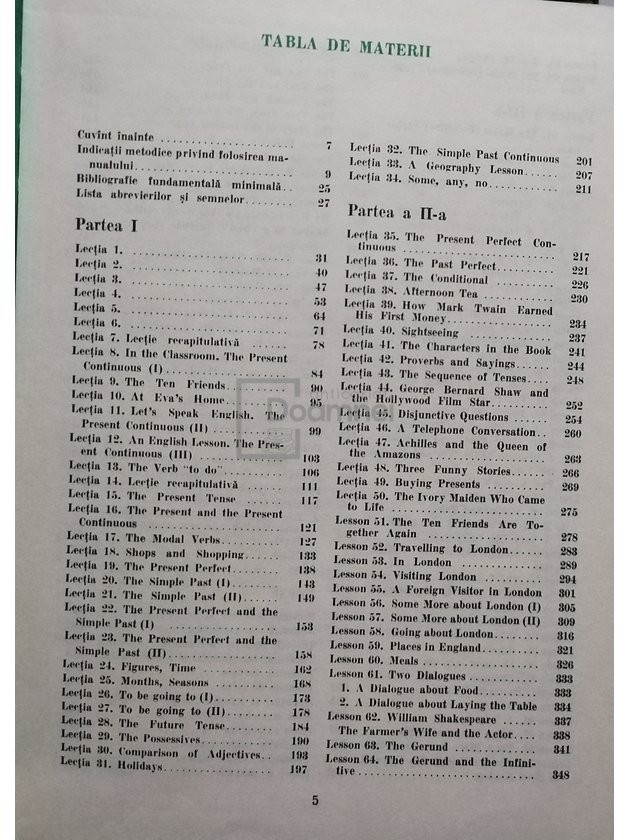 TABLA DE MATERII
Cuvînt înainte .................... 7
Indicații metodice privind folosirea ma-
nualului .................... 9
Bibliografie fundamentală minimală.. 25
Lista abrevierilor și semnelor........ 27
Partea I
Lecția 1. .................... 31
Lecția 2. .................... 40
Lecția 3. .................... 47
Lecția 4. .................... 53
Lecția 5. .................... 64
Lecția 6. .................... 71
Lecția 7. Lecție recapitulativă ...... 78
Lecția 8. In the Classroom. The Present
Continuous (I) .................... 84
Lecția 9. The Ten Friends.......... 90
Lecția 10. At Eva's Home.......... 95
Lecția 11. Let's Speak English. The
Present Continuous (II) .......... 99
Lecția 12. An English Lesson. The Pres-
ent Continuous (III) .......... 103
Lecția 13. The Verb "to do".......... 106
Lecția 14. Lecție recapitulativă ...... 111
Lecția 15. The Present Tense ...... 117
Lecția 16. The Present and the Present
Continuous .................... 121
Lecția 17. The Modal Verbs.......... 127
Lecția 18. Shops and Shopping...... 133
Lecția 19. The Present Perfect...... 138
Lecția 20. The Simple Past (I)...... 143
Lecția 21. The Simple Past (II)...... 149
Lecția 22. The Present Perfect and the
Simple Past (I) .................... 153
Lecția 23. The Present Perfect and the
Simple Past (II).................... 158
Lecția 24. Figures, Time .......... 162
Lecția 25. Months, Seasons .......... 168
Lecția 26. To be going to (I)........ 173
Lecția 27. To be going to (II)........ 178
Lecția 28. The Future Tense........ 184
Lecția 29. The Possessives.......... 190
Lecția 30. Comparison of Adjectives.. 193
Lecția 31. Holidays.................... 197
Lecția 32. The Simple Past Continuous 201
Lecția 33. A Geography Lesson...... 207
Lecția 34. Some, any, no.......... 211
Partea a II-a
Lecția 35. The Present Perfect Con-
tinuous .................... 217
Lecția 36. The Past Perfect.......... 221
Lecția 37. The Conditional .......... 226
Lecția 38. Afternoon Tea .......... 230
Lecția 39. How Mark Twain Earned
His First Money.................... 234
Lecția 40. Sightseeing .......... 237
Lecția 41. The Characters in the Book 241
Lecția 42. Proverbs and Sayings...... 244
Lecția 43. The Sequence of Tenses.... 248
Lecția 44. George Bernard Shaw and
the Hollywood Film Star.......... 252
Lecția 45. Disjunctive Questions ...... 254
Lecția 46. A Telephone Conversation.. 260
Lecția 47. Achilles and the Queen of
the Amazons .................... 263
Lecția 48. Three Funny Stories...... 266
Lecția 49. Buying Presents .......... 269
Lecția 50. The Ivory Maiden Who Came
to Life .................... 275
Lesson 51. The Ten Friends Are To-
gether Again .................... 278
Lesson 52. Travelling to London...... 283
Lesson 53. In London .......... 289
Lesson 54. Visiting London .......... 294
Lesson 55. A Foreign Visitor in London 301
Lesson 56. Some More about London (I) 305
Lesson 57. Some More about London (II) 309
Lesson 58. Going about London...... 316
Lesson 59. Places in England........ 321
Lesson 60. Meals .................... 326
Lesson 61. Two Dialogues .......... 333
1. A Dialogue about Food.......... 333
2. A Dialogue about Laying the Table 334
Lesson 62. William Shakespeare ...... 337
The Farmer's Wife and the Actor.... 338
Lesson 63. The Gerund .......... 341
Lesson 64. The Gerund and the Infini-
tive .................... 348
5